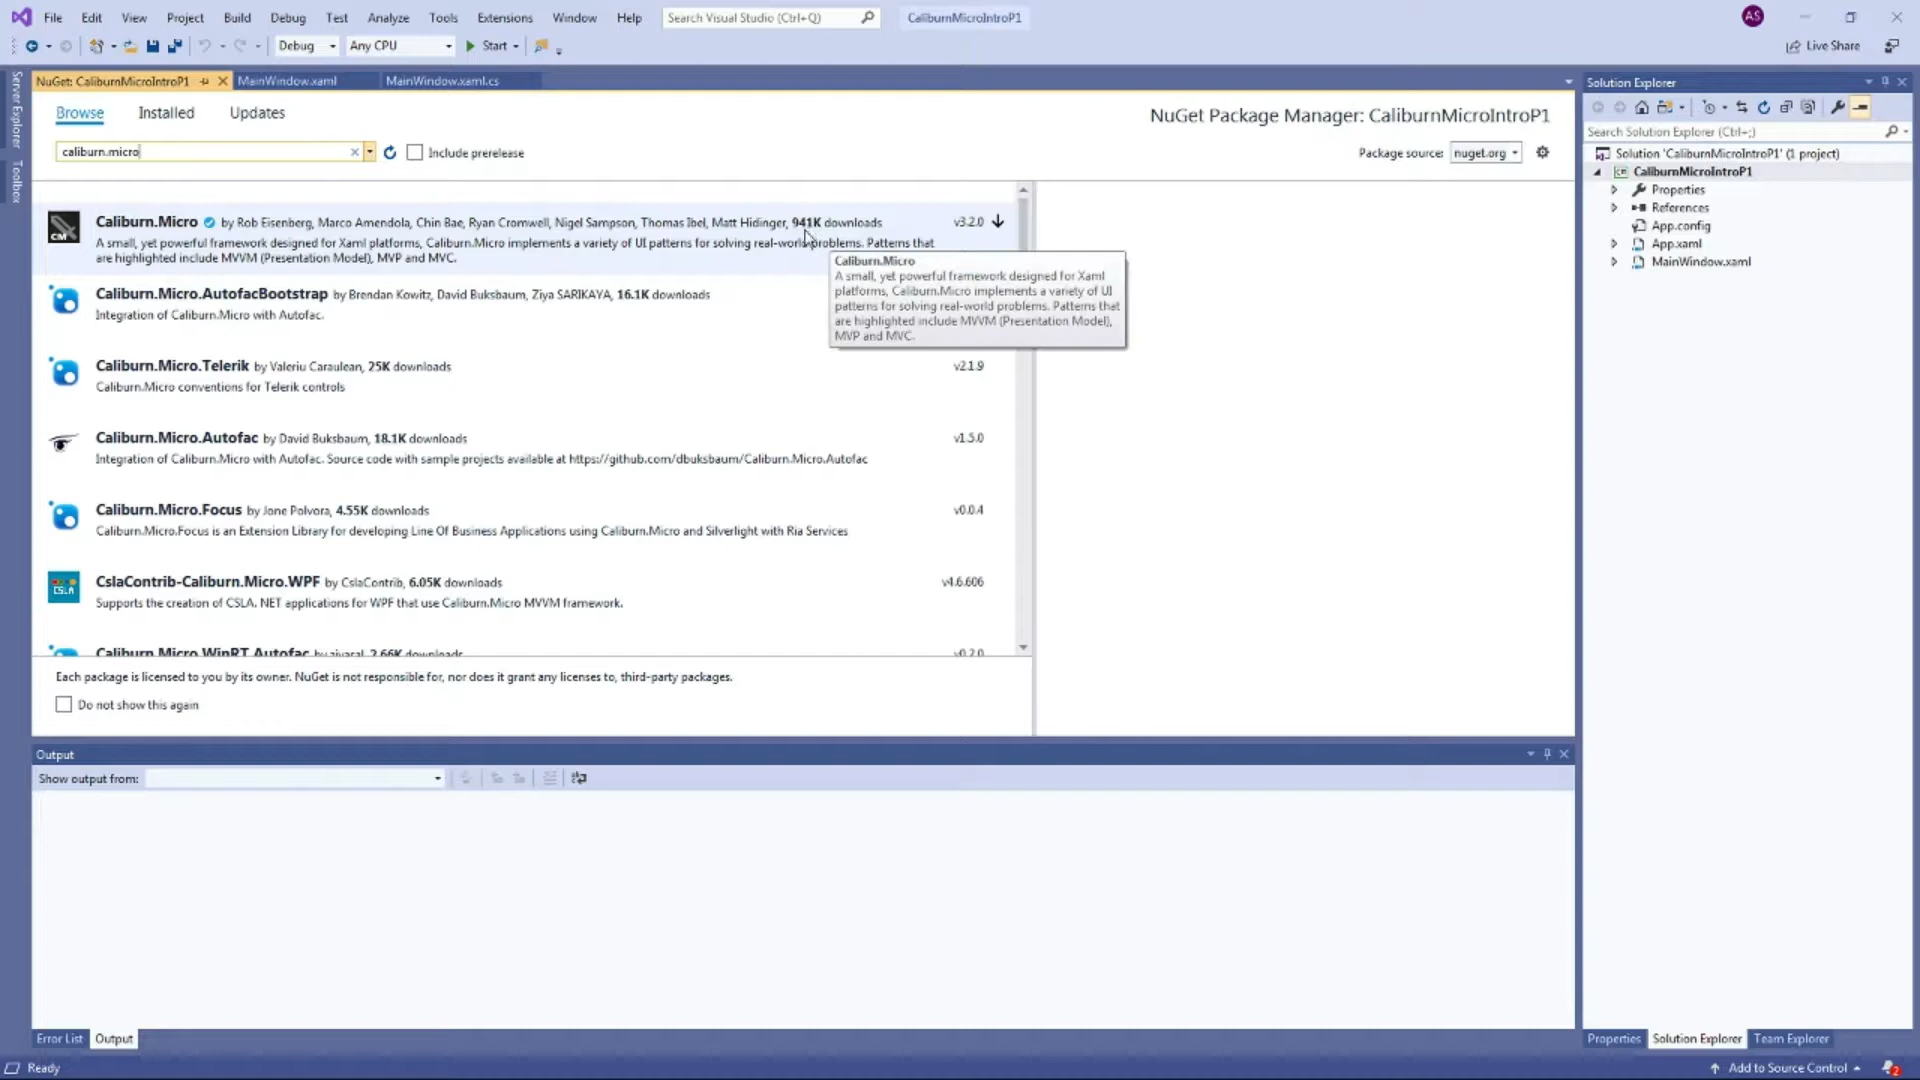 File Edit View Project Build Debug Test Analyze Tools Extensions Window Help Search Visual Studio (Ctrl+Q) CaliburnMicroIntroP1 AS
Debug Any CPU Start Live Share
Server Explorer
Toolbox
NuGet: CaliburnMicroIntroP1 MainWindow.xaml MainWindow.xaml.cs
Browse Installed Updates
NuGet Package Manager: CaliburnMicroIntroP1
caliburn.micro Include prerelease
Package source: nuget.org
Caliburn.Micro by Rob Eisenberg, Marco Amendola, Chin Bae, Ryan Cromwell, Nigel Sampson, Thomas Ibel, Matt Hidinger, 941K downloads v3.2.0
A small, yet powerful framework designed for Xaml platforms, Caliburn.Micro implements a variety of UI patterns for solving real-world problems. Patterns that
are highlighted include MVVM (Presentation Model), MVP and MVC.
Caliburn.Micro
A small, yet powerful framework designed for Xaml
platforms, Caliburn.Micro implements a variety of UI
patterns for solving real-world problems. Patterns that
are highlighted include MVVM (Presentation Model),
MVP and MVC.
Caliburn.Micro.AutofacBootstrap by Brendan Kowitz, David Buksbaum, Ziya SARIKAYA, 16.1K downloads
Integration of Caliburn.Micro with Autofac.
Caliburn.Micro.Telerik by Valeriu Caraulean, 25K downloads v2.1.9
Caliburn.Micro conventions for Telerik controls
Caliburn.Micro.Autofac by David Buksbaum, 18.1K downloads v1.5.0
Integration of Caliburn.Micro with Autofac. Source code with sample projects available at https://github.com/dbuksbaum/Caliburn.Micro.Autofac
Caliburn.Micro.Focus by Jone Polvora, 4.55K downloads v0.0.4
Caliburn.Micro.Focus is an Extension Library for developing Line Of Business Applications using Caliburn.Micro and Silverlight with Ria Services
CslaContrib-Caliburn.Micro.WPF by CslaContrib, 6.05K downloads v4.6.606
Supports the creation of CSLA. NET applications for WPF that use Caliburn.Micro MVVM framework.
Caliburn.Micro.WinRT.Autofac 2.66K downloads v0.2.0
Each package is licensed to you by its owner. NuGet is not responsible for, nor does it grant any licenses to, third-party packages.
Do not show this again
Solution Explorer
Search Solution Explorer (Ctrl+;)
Solution 'CaliburnMicroIntroP1' (1 project)
CaliburnMicroIntroP1
Properties
References
App.config
App.xaml
MainWindow.xaml
Output
Show output from:
Error List Output
Properties Solution Explorer Team Explorer
Ready
Add to Source Control 2